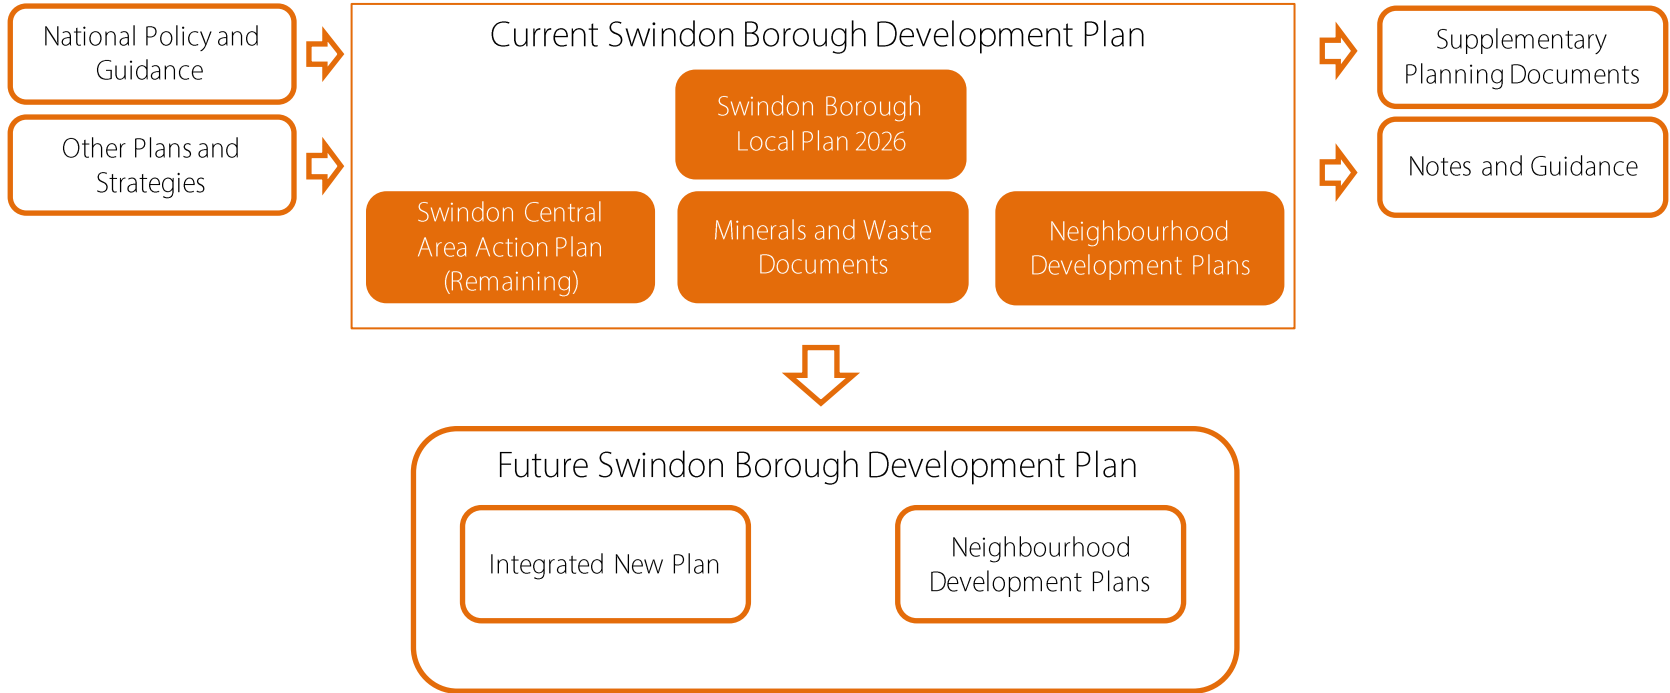 National Policy and
Guidance
Other Plans and
Strategies
Current Swindon Borough Development Plan
Swindon Borough
Local Plan 2026
Swindon Central
Area Action Plan
(Remaining)
Minerals and Waste
Documents
Neighbourhood
Development Plans
Supplementary
Planning Documents
Notes and Guidance
Future Swindon Borough Development Plan
Integrated New Plan
Neighbourhood
Development Plans